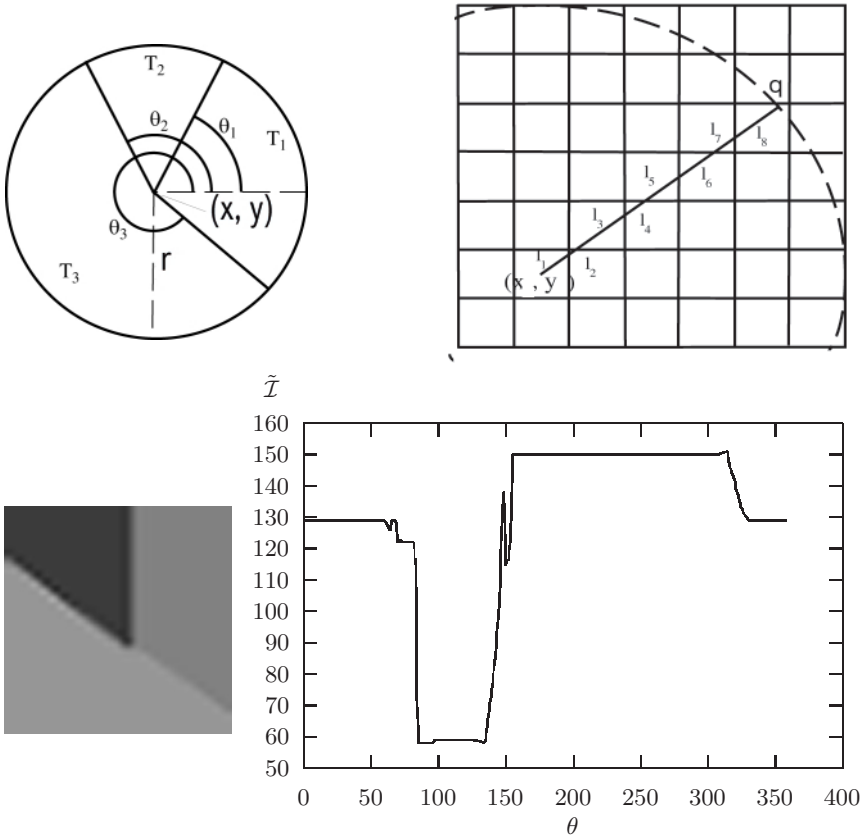 T₂
θ₂
θ₁
T₁
(x, y)
θ₃
r
T₃
q
l₇
l₈
l₅
l₆
l₃
l₄
l₁
l₂
(x , y )
Ĩ
160
150
140
130
120
110
100
90
80
70
60
50
0 50 100 150 200 250 300 350 400
θ